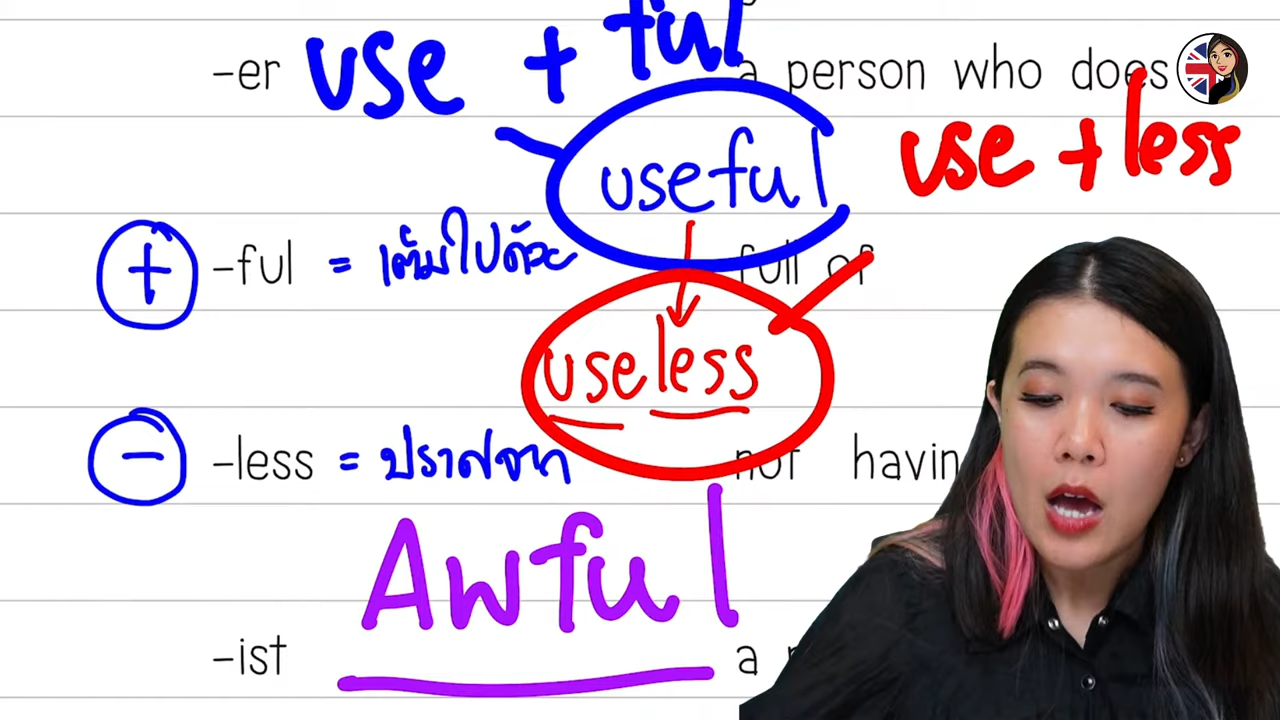 -er use + ful a person who does
use + less
useful
-ful = เต็มไปด้วย full of
useless
-less = ปราศจาก not havin
Awful
-ist a